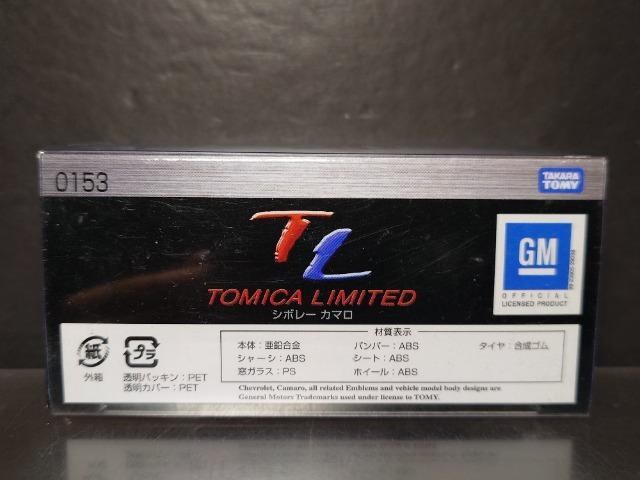 0153
TAKARA
TOMY
TL
TOMICA LIMITED
シボレー カマロ
GM
OFFICIAL
LICENSED PRODUCT
材質表示
紙
プラ
外箱
透明パッキン：PET
透明カバー：PET
本体：亜鉛合金
シャーシ：ABS
窓ガラス：PS
バンパー：ABS
シート：ABS
ホイール：ABS
タイヤ：合成ゴム
Chevrolet, Camaro, all related Emblems and vehicle model body designs are
General Motors Trademarks used under license to TOMY.